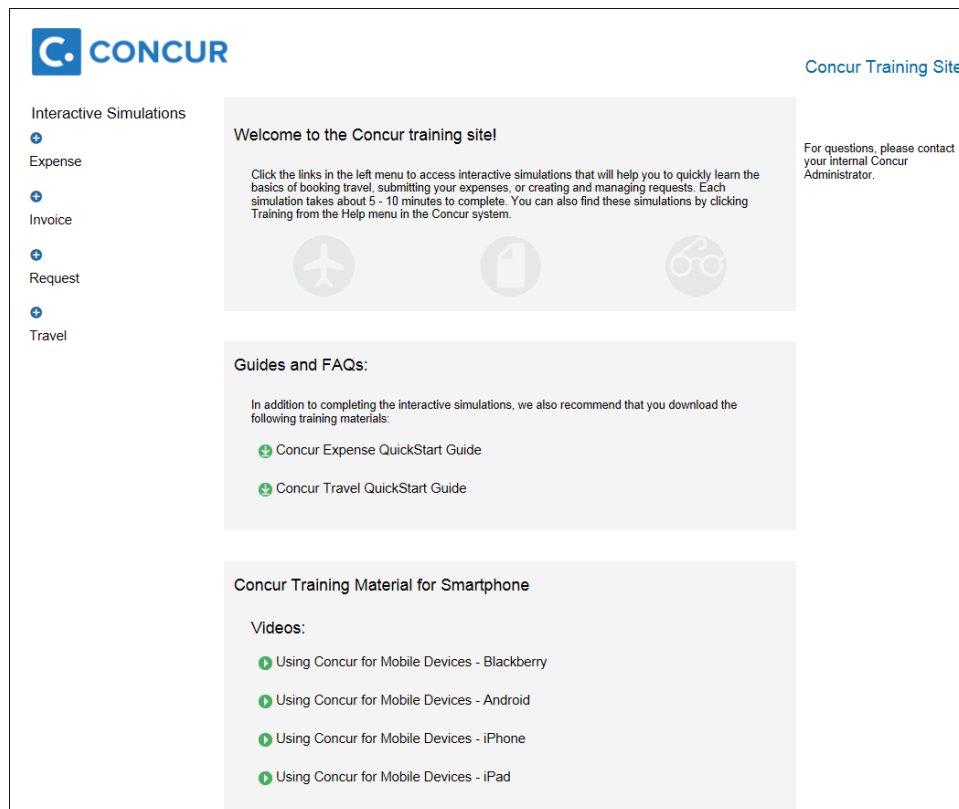 C. CONCUR
Concur Training Site
Interactive Simulations
Expense
Invoice
Request
Travel
Welcome to the Concur training site!
Click the links in the left menu to access interactive simulations that will help you to quickly learn the
basics of booking travel, submitting your expenses, or creating and managing requests. Each
simulation takes about 5 - 10 minutes to complete. You can also find these simulations by clicking
Training from the Help menu in the Concur system.
For questions, please contact
your internal Concur
Administrator.
Guides and FAQs:
In addition to completing the interactive simulations, we also recommend that you download the
following training materials:
Concur Expense QuickStart Guide
Concur Travel QuickStart Guide
Concur Training Material for Smartphone
Videos:
Using Concur for Mobile Devices - Blackberry
Using Concur for Mobile Devices - Android
Using Concur for Mobile Devices - iPhone
Using Concur for Mobile Devices - iPad